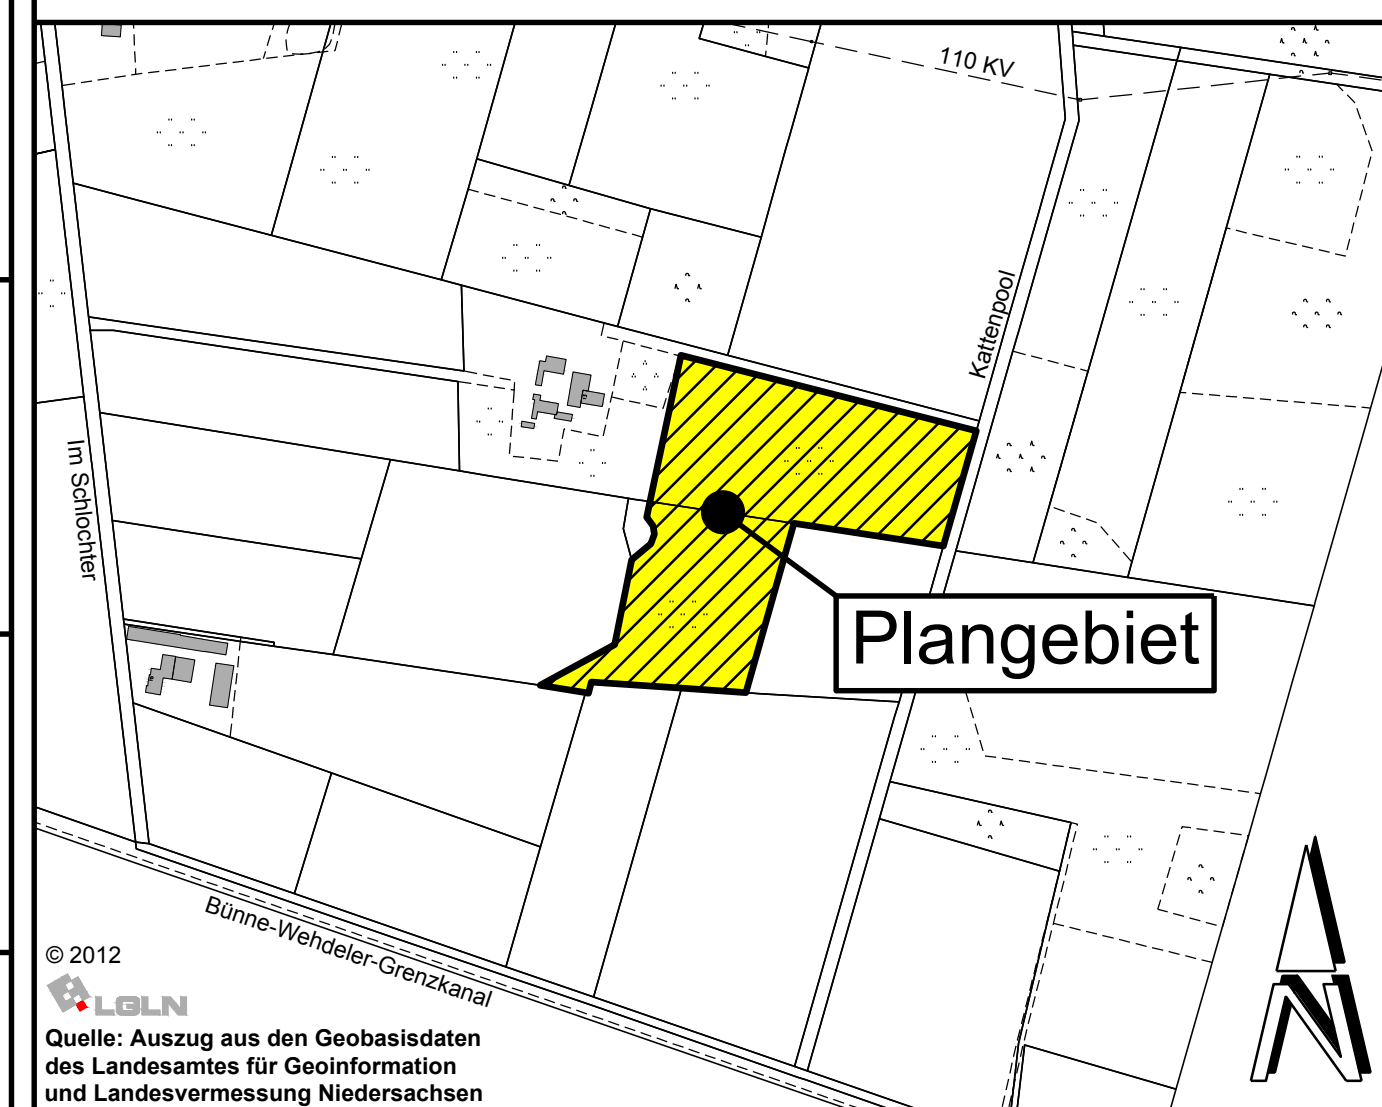 110 KV
Kattenpool
Im Schlochter
Plangebiet
Bünne-Wehdeler-Grenzkanal
© 2012
LGLN
Quelle: Auszug aus den Geobasisdaten
des Landesamtes für Geoinformation
und Landesvermessung Niedersachsen
N